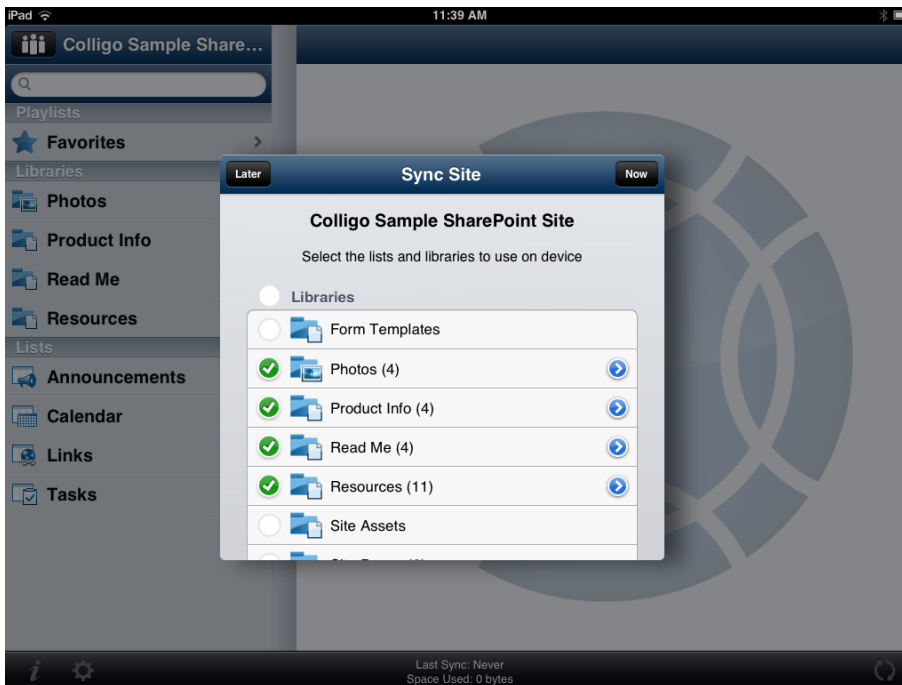 iPad
11:39 AM
Colligo Sample Share...
Playlists
Favorites
Libraries
Photos
Product Info
Read Me
Resources
Lists
Announcements
Calendar
Links
Tasks
Later
Sync Site
Now
Colligo Sample SharePoint Site
Select the lists and libraries to use on device
Libraries
Form Templates
Photos (4)
Product Info (4)
Read Me (4)
Resources (11)
Site Assets
Last Sync: Never
Space Used: 0 bytes